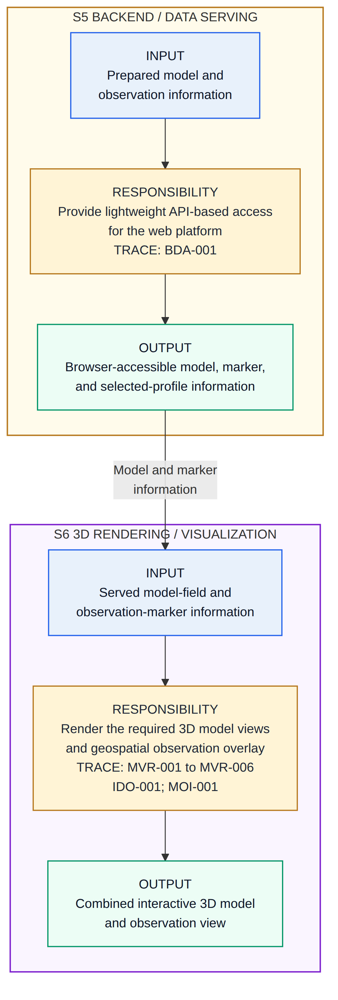 S5 BACKEND / DATA SERVING
INPUT
Prepared model and
observation information
RESPONSIBILITY
Provide lightweight API-based access
for the web platform
TRACE: BDA-001
OUTPUT
Browser-accessible model, marker,
and selected-profile information
Model and marker
information
S6 3D RENDERING / VISUALIZATION
INPUT
Served model-field and
observation-marker information
RESPONSIBILITY
Render the required 3D model views
and geospatial observation overlay
TRACE: MVR-001 to MVR-006
IDO-001; MOI-001
OUTPUT
Combined interactive 3D model
and observation view